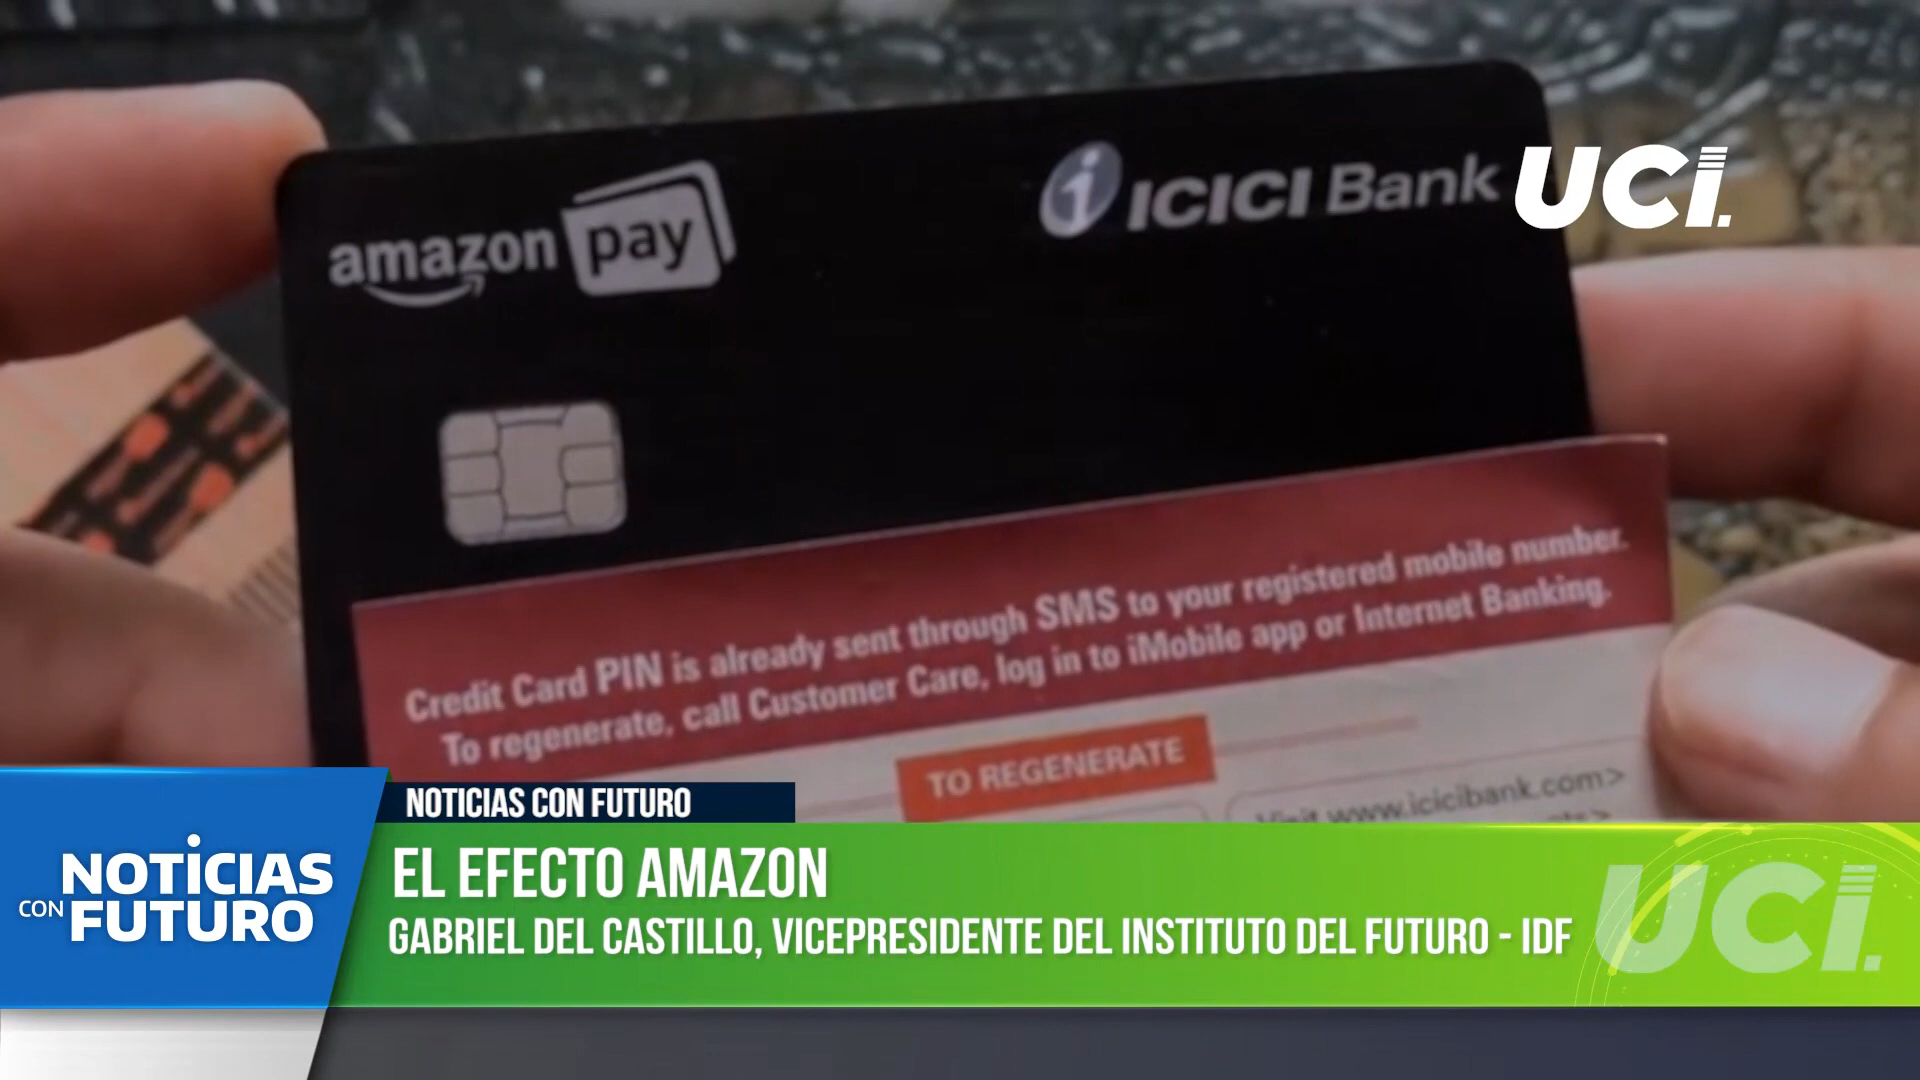 amazon pay
ICICI Bank
UCI.
Credit Card PIN is already sent through SMS to your registered mobile number.
To regenerate, call Customer Care, log in to iMobile app or Internet Banking.
TO REGENERATE
Visit www.icicibank.com>
NOTICIAS CON FUTURO
NOTICIAS
CON FUTURO
EL EFECTO AMAZON
GABRIEL DEL CASTILLO, VICEPRESIDENTE DEL INSTITUTO DEL FUTURO - IDF
UCI.